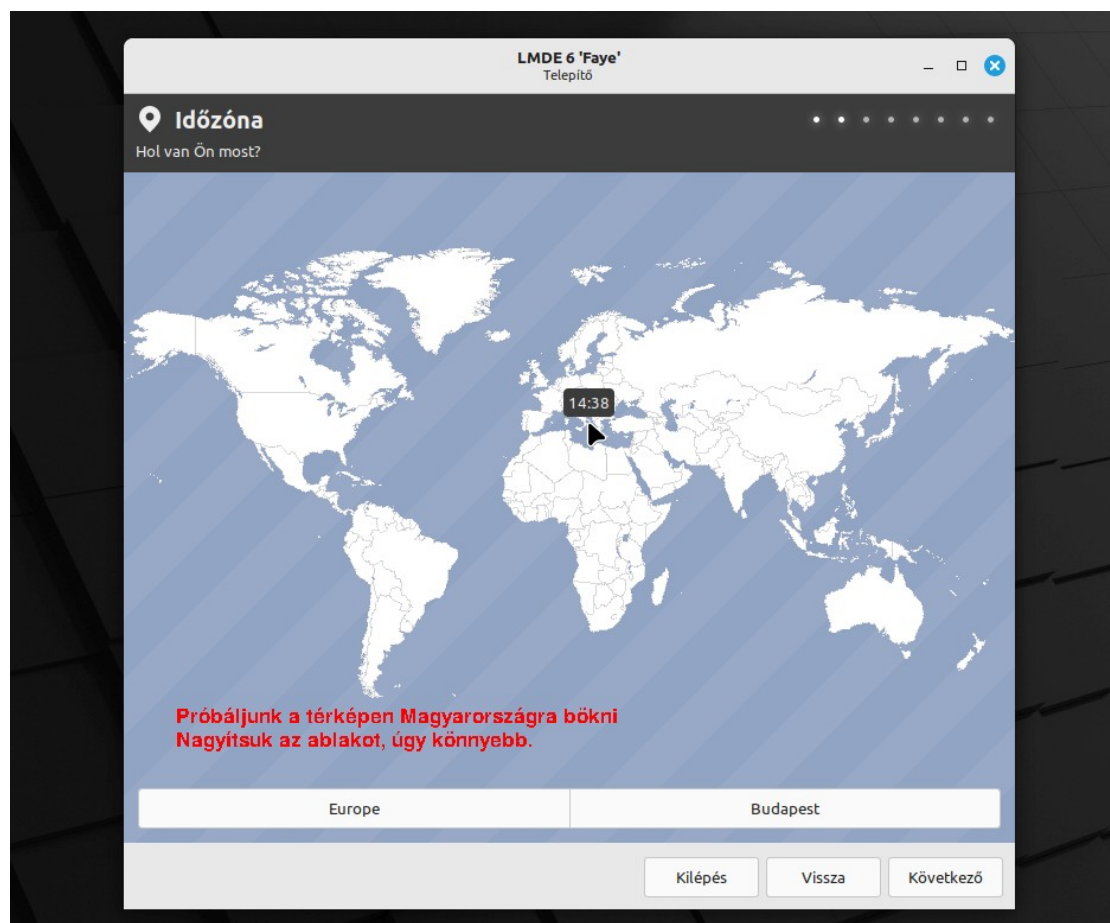 LMDE 6 'Faye'
Telepítő
Időzóna
Hol van Ön most?
14:38
Próbáljunk a térképen Magyarországra bökni
Nagyítsuk az ablakot, úgy könnyebb.
Europe
Budapest
Kilépés
Vissza
Következő